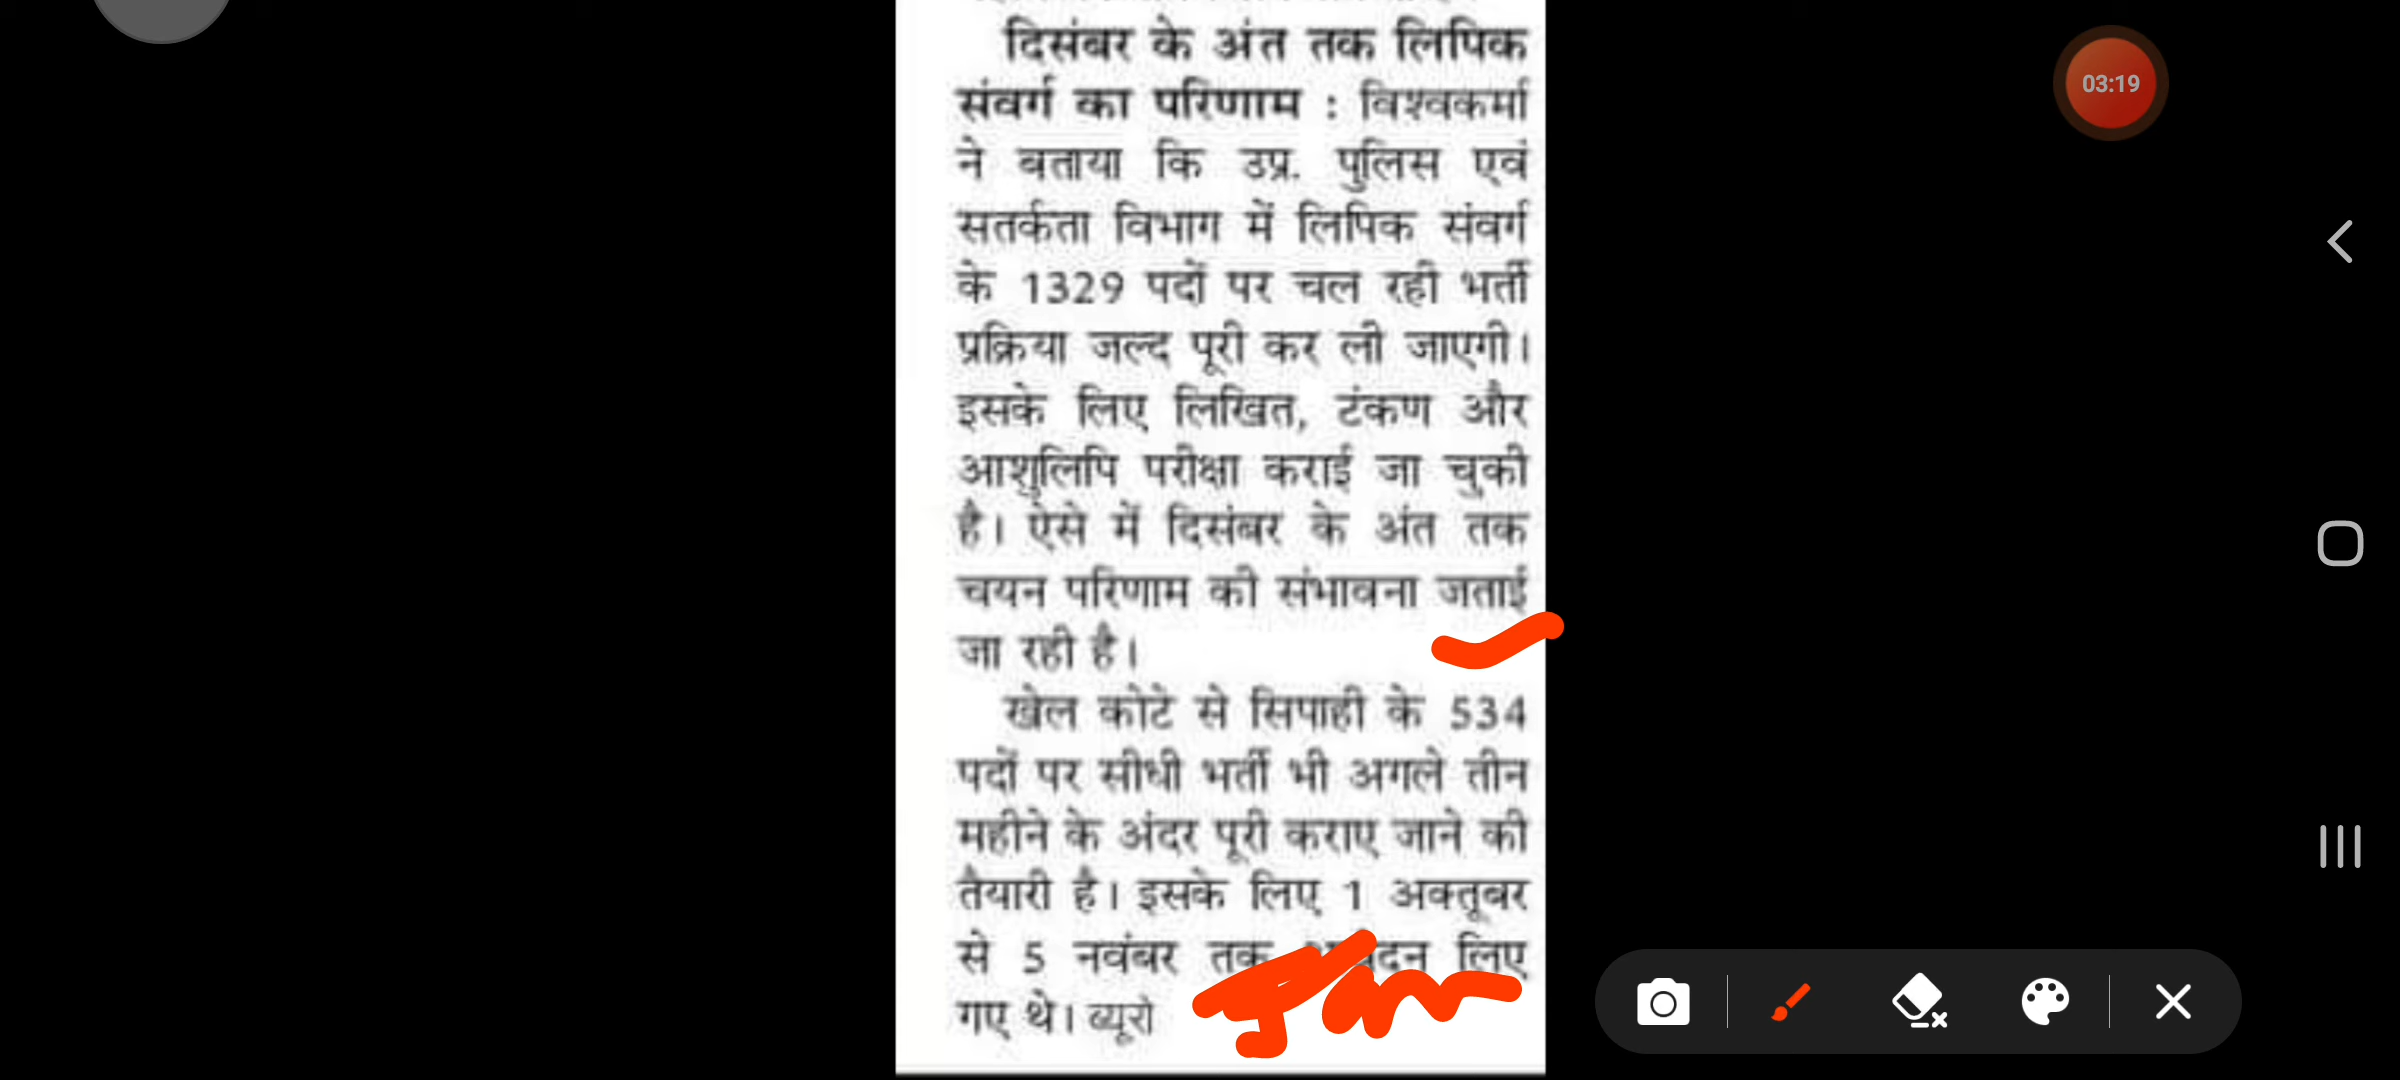 दिसंबर के अंत तक लिपिक
संवर्ग का परिणाम : विश्वकर्मा
ने बताया कि उप्र. पुलिस एवं
सतर्कता विभाग में लिपिक संवर्ग
के 1329 पदों पर चल रही भर्ती
प्रक्रिया जल्द पूरी कर ली जाएगी।
इसके लिए लिखित, टंकण और
आशुलिपि परीक्षा कराई जा चुकी
है। ऐसे में दिसंबर के अंत तक
चयन परिणाम की संभावना जताई
जा रही है।
खेल कोटे से सिपाही के 534
पदों पर सीधी भर्ती भी अगले तीन
महीने के अंदर पूरी कराए जाने की
तैयारी है। इसके लिए 1 अक्तूबर
से 5 नवंबर तक लिए
गए थे। ब्यूरो
03:19